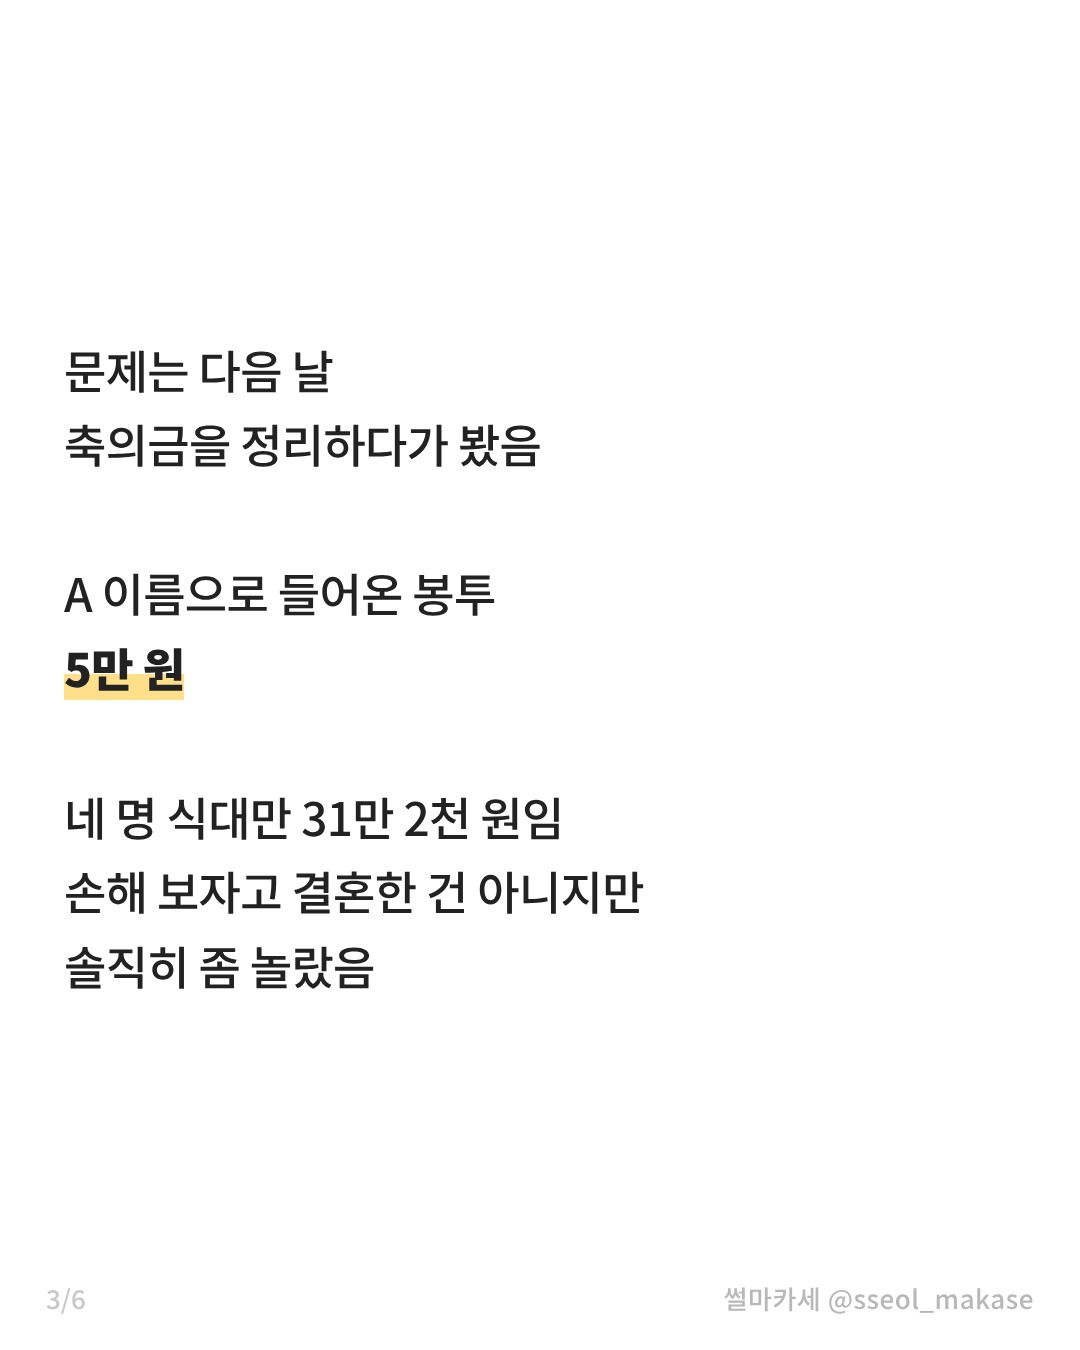 문제는 다음 날
축의금을 정리하다가 봤음
A 이름으로 들어온 봉투
5만 원
네 명 식대만 31만 2천 원임
손해 보자고 결혼한 건 아니지만
솔직히 좀 놀랐음
3/6
썰마카세 @sseol_makase